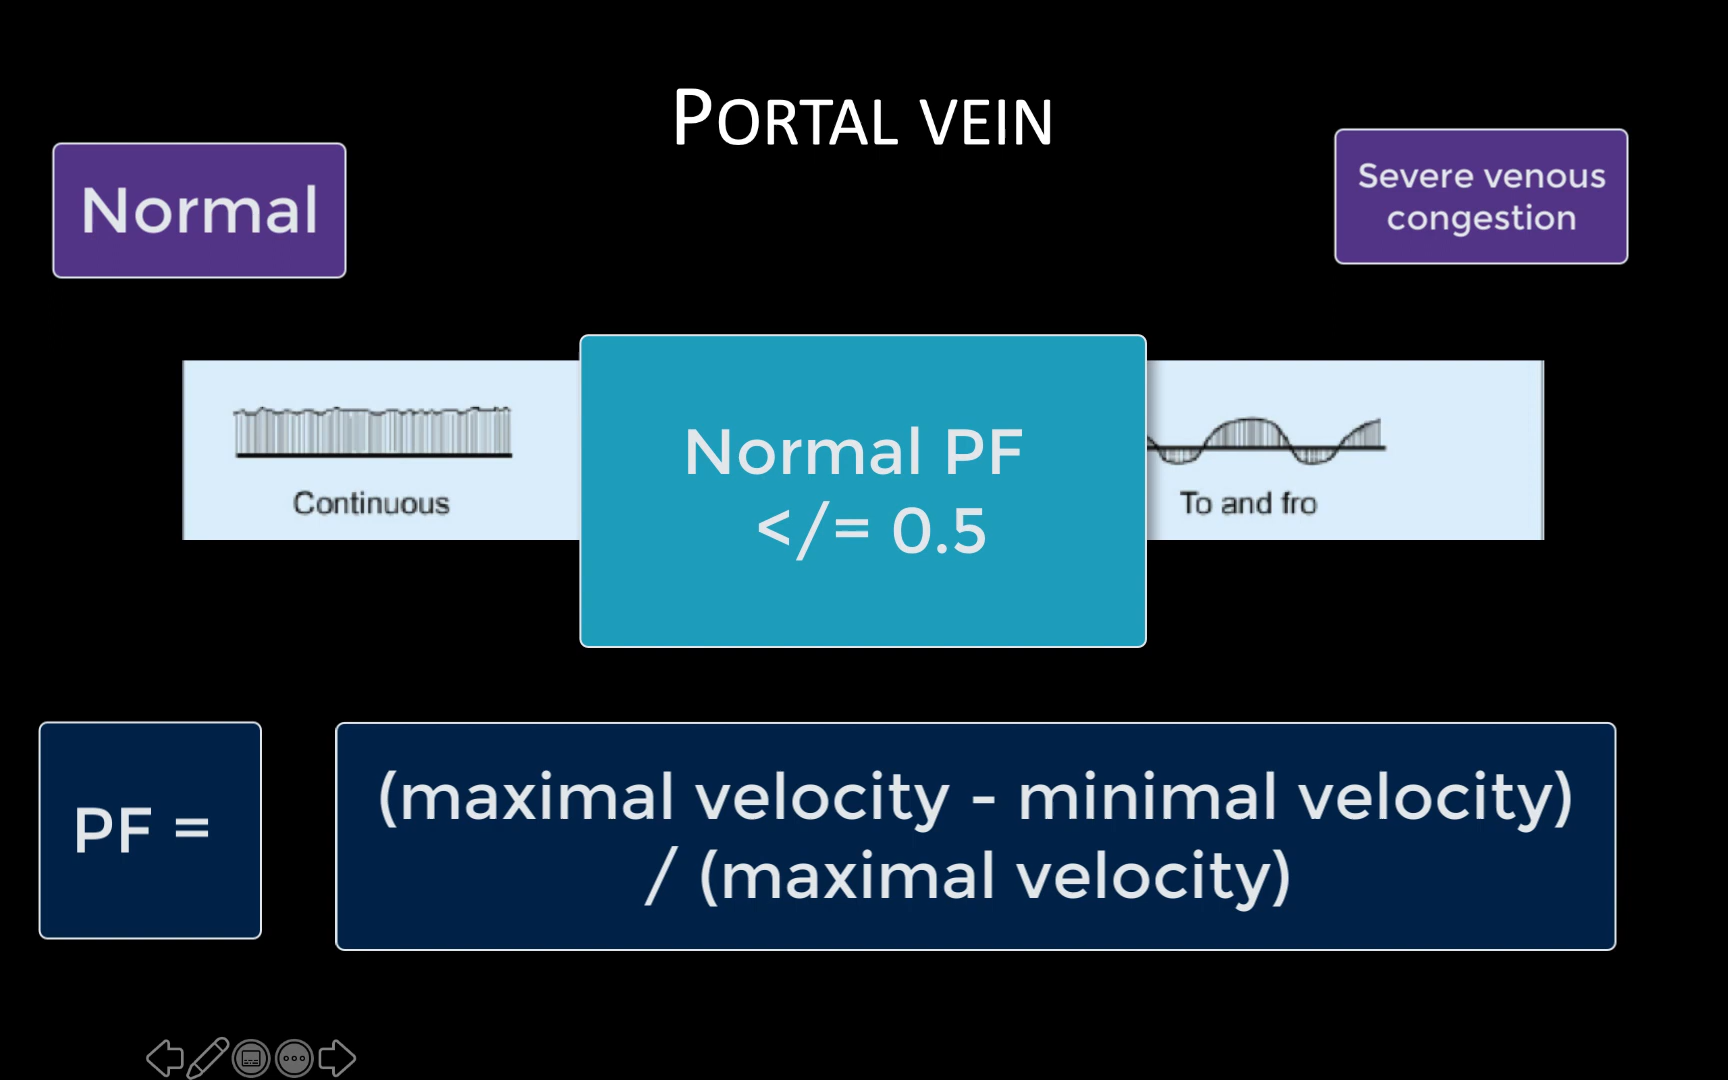 PORTAL VEIN
Normal
Severe venous
congestion
Normal PF
</= 0.5
Continuous
To and fro
PF =
(maximal velocity - minimal velocity)
/ (maximal velocity)